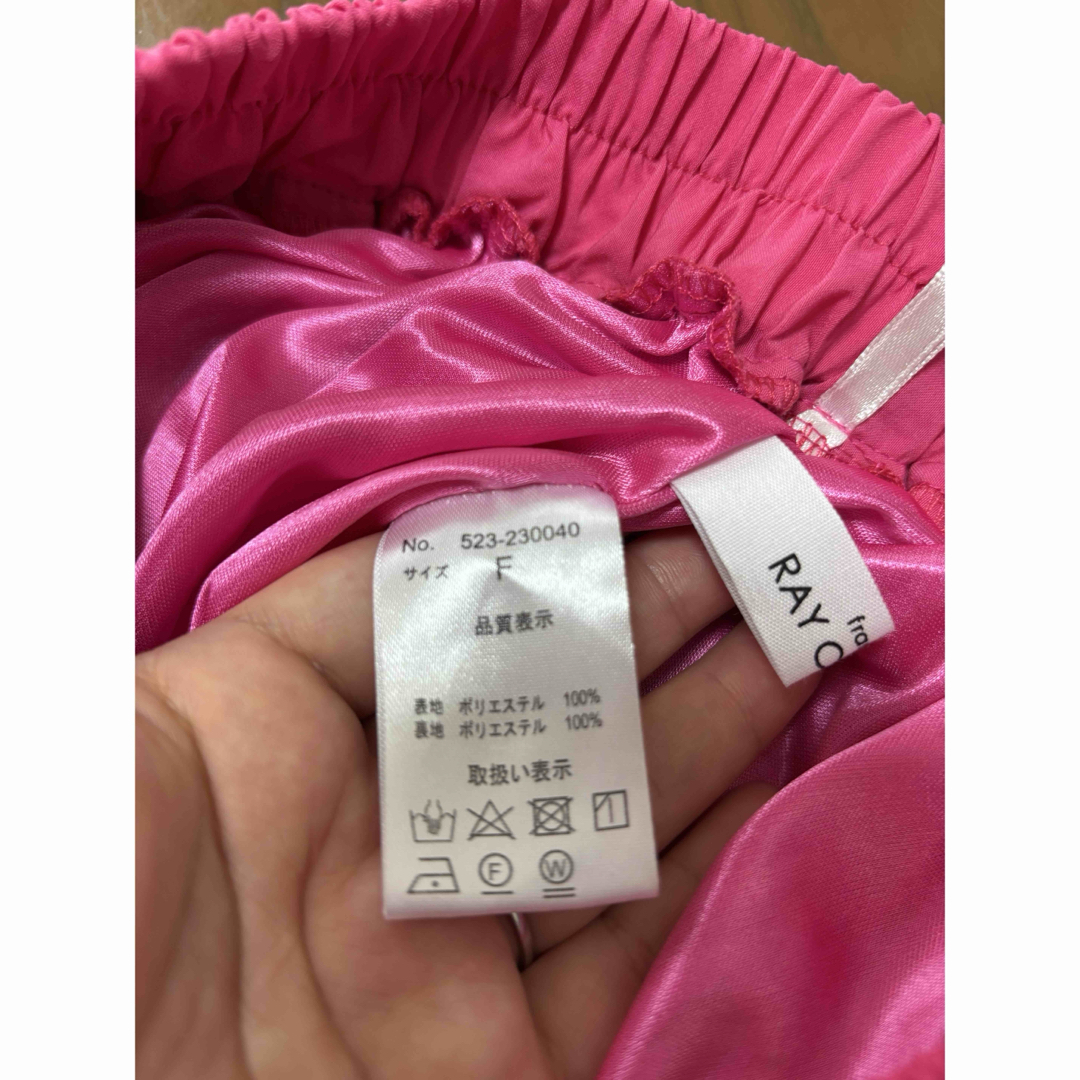 No. 523-230040
サイズ F
品質表示
表地 ポリエステル 100%
裏地 ポリエステル 100%
取扱い表示
F
W
RAY